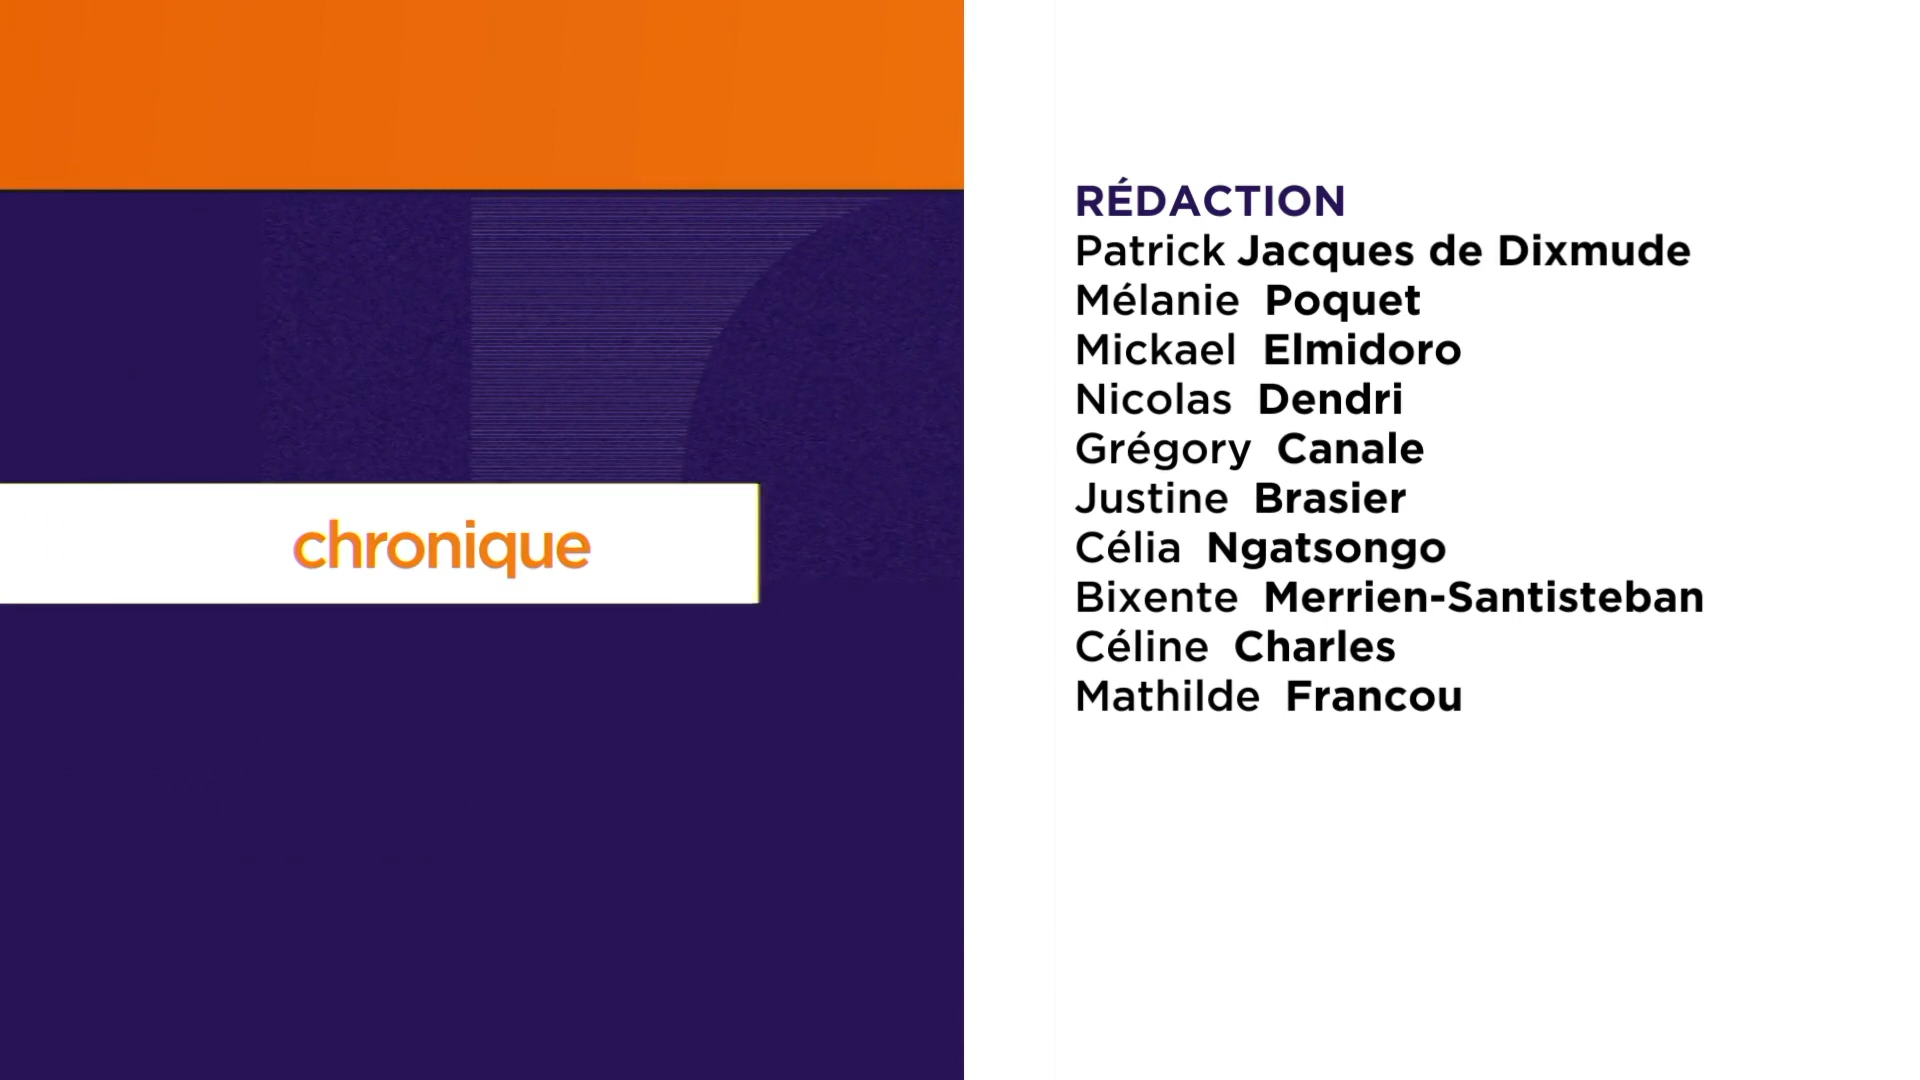 chronique
RÉDACTION
Patrick Jacques de Dixmude
Mélanie Poquet
Mickael Elmidoro
Nicolas Dendri
Grégory Canale
Justine Brasier
Célia Ngatsongo
Bixente Merrien-Santisteban
Céline Charles
Mathilde Francou